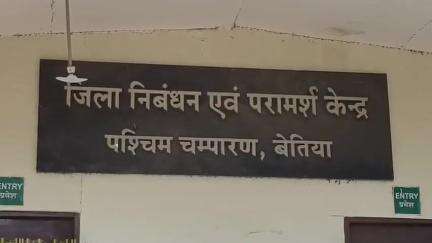 जिला निबंधन एवं परामर्श केन्द्र
पश्चिम चम्पारण, बेतिया
ENTRY
प्रवेश
ENTRY
प्रवेश